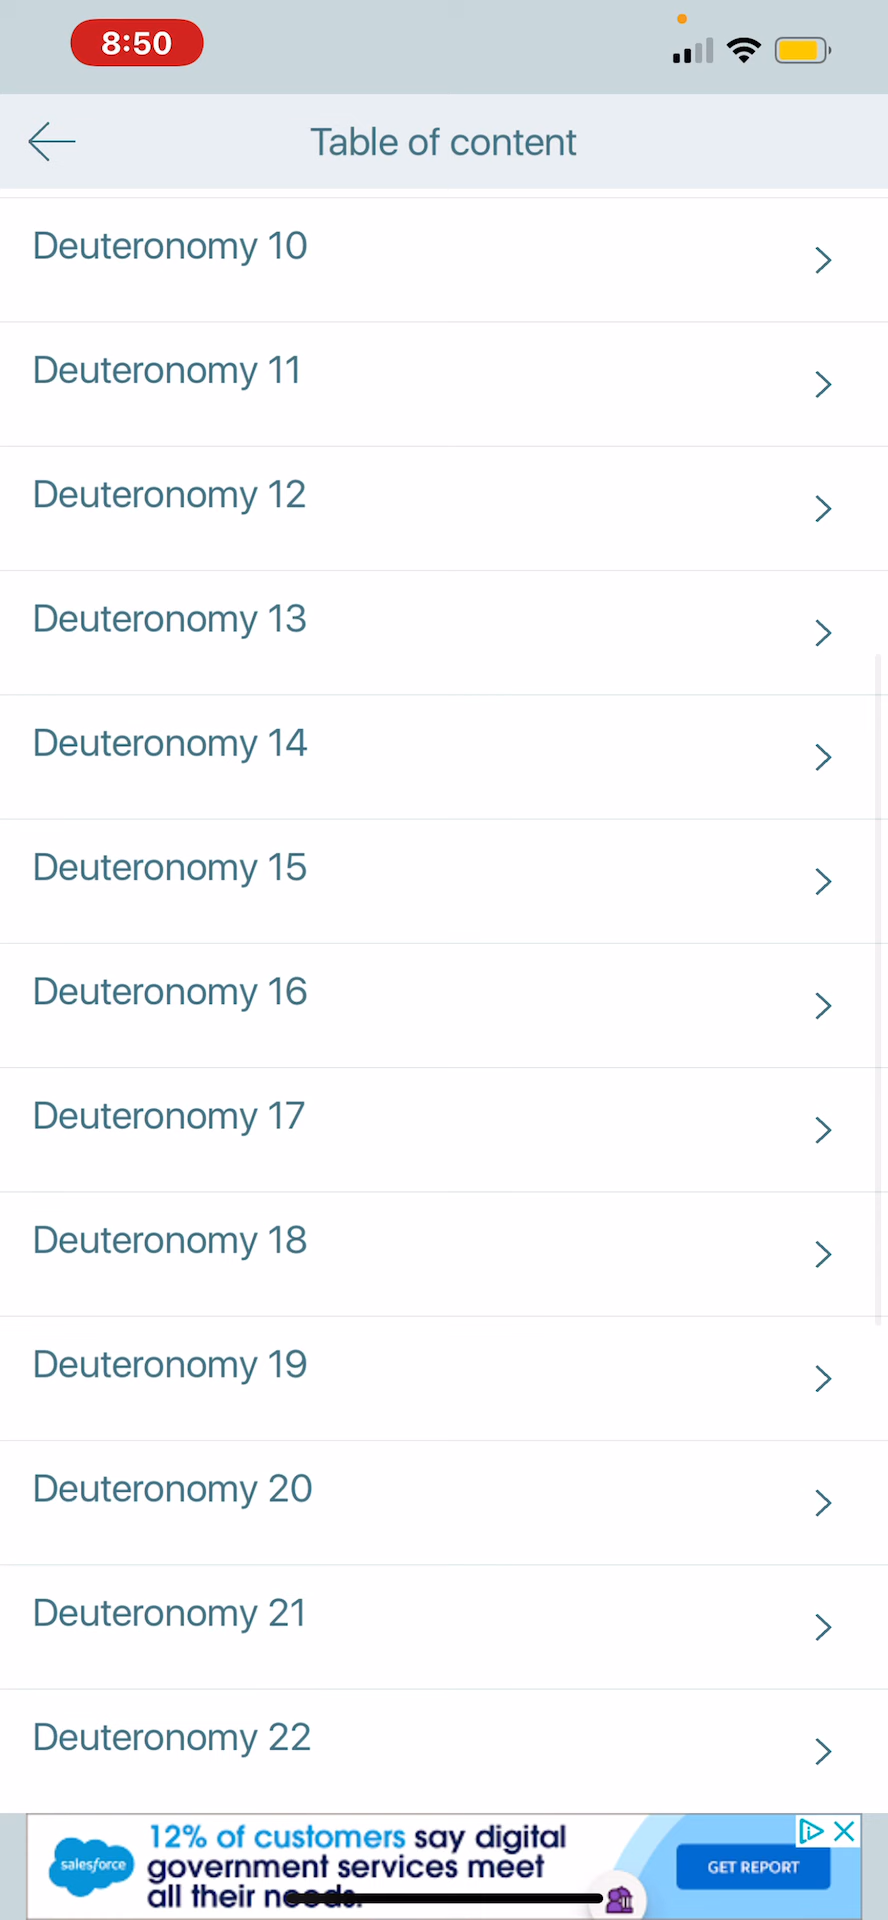 8:50
Table of content
Deuteronomy 10
Deuteronomy 11
Deuteronomy 12
Deuteronomy 13
Deuteronomy 14
Deuteronomy 15
Deuteronomy 16
Deuteronomy 17
Deuteronomy 18
Deuteronomy 19
Deuteronomy 20
Deuteronomy 21
Deuteronomy 22
salesforce
12% of customers say digital
government services meet
all their needs.
GET REPORT